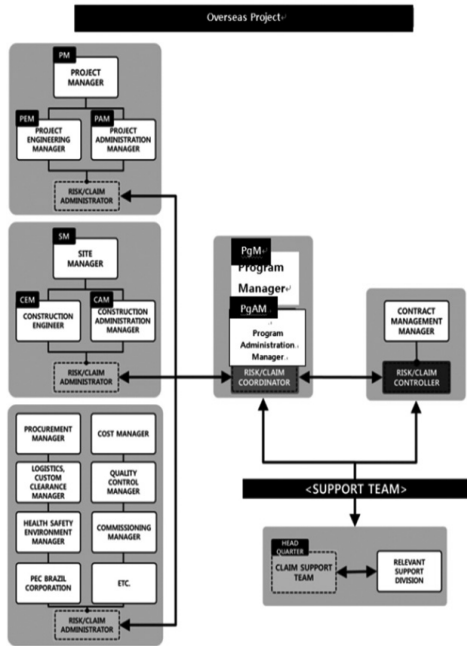 Overseas Project
PM
PROJECT
MANAGER
PEM
PROJECT
ENGINEERING
MANAGER
PAM
PROJECT
ADMINISTRATION
MANAGER
RISK/CLAIM
ADMINISTRATOR
SM
SITE
MANAGER
CEM
CONSTRUCTION
ENGINEER
CAM
CONSTRUCTION
ADMINISTRATION
MANAGER
RISK/CLAIM
ADMINISTRATOR
PROCUREMENT
MANAGER
COST MANAGER
LOGISTICS,
CUSTOM
CLEARANCE
MANAGER
QUALITY
CONTROL
MANAGER
HEALTH SAFETY
ENVIRONMENT
MANAGER
COMMISSIONING
MANAGER
PEC BRAZIL
CORPORATION
ETC.
RISK/CLAIM
ADMINISTRATOR
PgM
Program
Manager
PgAM
Program
Administration
Manager
RISK/CLAIM
COORDINATOR
CONTRACT
MANAGEMENT
MANAGER
RISK/CLAIM
CONTROLLER
<SUPPORT TEAM>
HEAD
QUARTER
CLAIM SUPPORT
TEAM
RELEVANT
SUPPORT
DIVISION